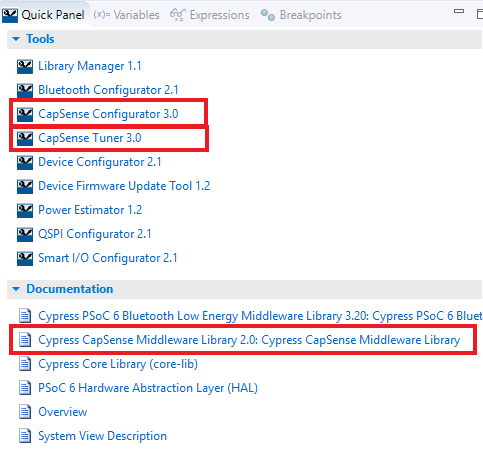 Quick Panel (x)= Variables Expressions Breakpoints
Tools
Library Manager 1.1
Bluetooth Configurator 2.1
CapSense Configurator 3.0
CapSense Tuner 3.0
Device Configurator 2.1
Device Firmware Update Tool 1.2
Power Estimator 1.2
QSPI Configurator 2.1
Smart I/O Configurator 2.1
Documentation
Cypress PSoC 6 Bluetooth Low Energy Middleware Library 3.20: Cypress PSoC 6 Bluet
Cypress CapSense Middleware Library 2.0: Cypress CapSense Middleware Library
Cypress Core Library (core-lib)
PSoC 6 Hardware Abstraction Layer (HAL)
Overview
System View Description